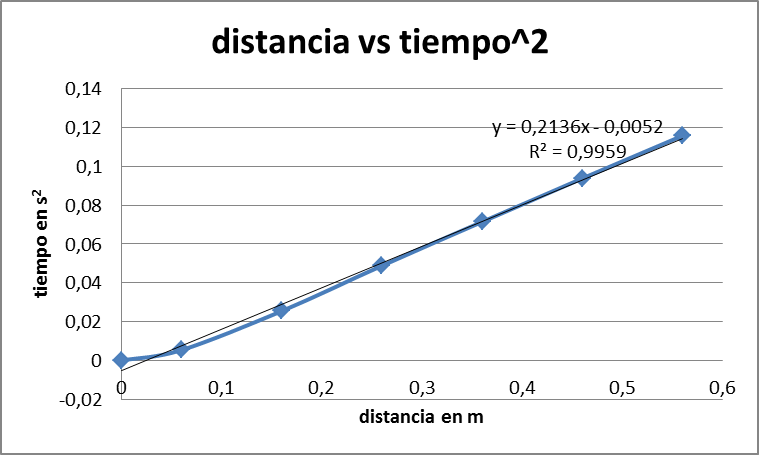 distancia vs tiempo^2
0,14
0,12
0,1
0,08
0,06
0,04
0,02
0
-0,02
y = 0,2136x - 0,0052
R² = 0,9959
tiempo en s²
0 0,1 0,2 0,3 0,4 0,5 0,6
distancia en m